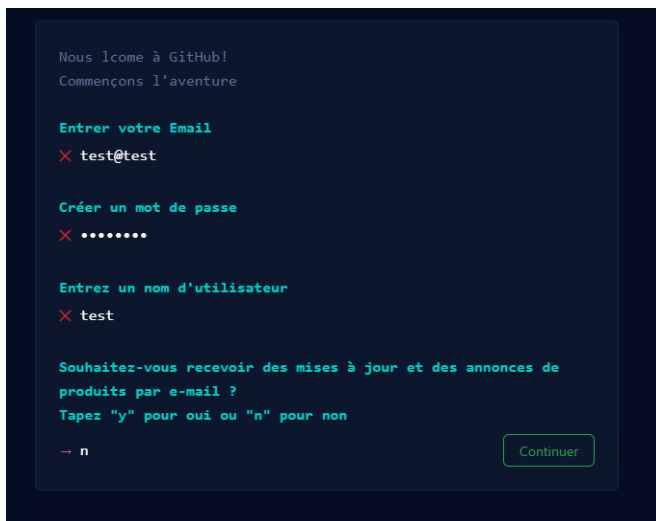 Nous lcome à GitHub!
Commençons l'aventure
Entrer votre Email
test@test
Créer un mot de passe
••••••••
Entrez un nom d'utilisateur
test
Souhaitez-vous recevoir des mises à jour et des annonces de
produits par e-mail ?
Tapez "y" pour oui ou "n" pour non
→ n
Continuer